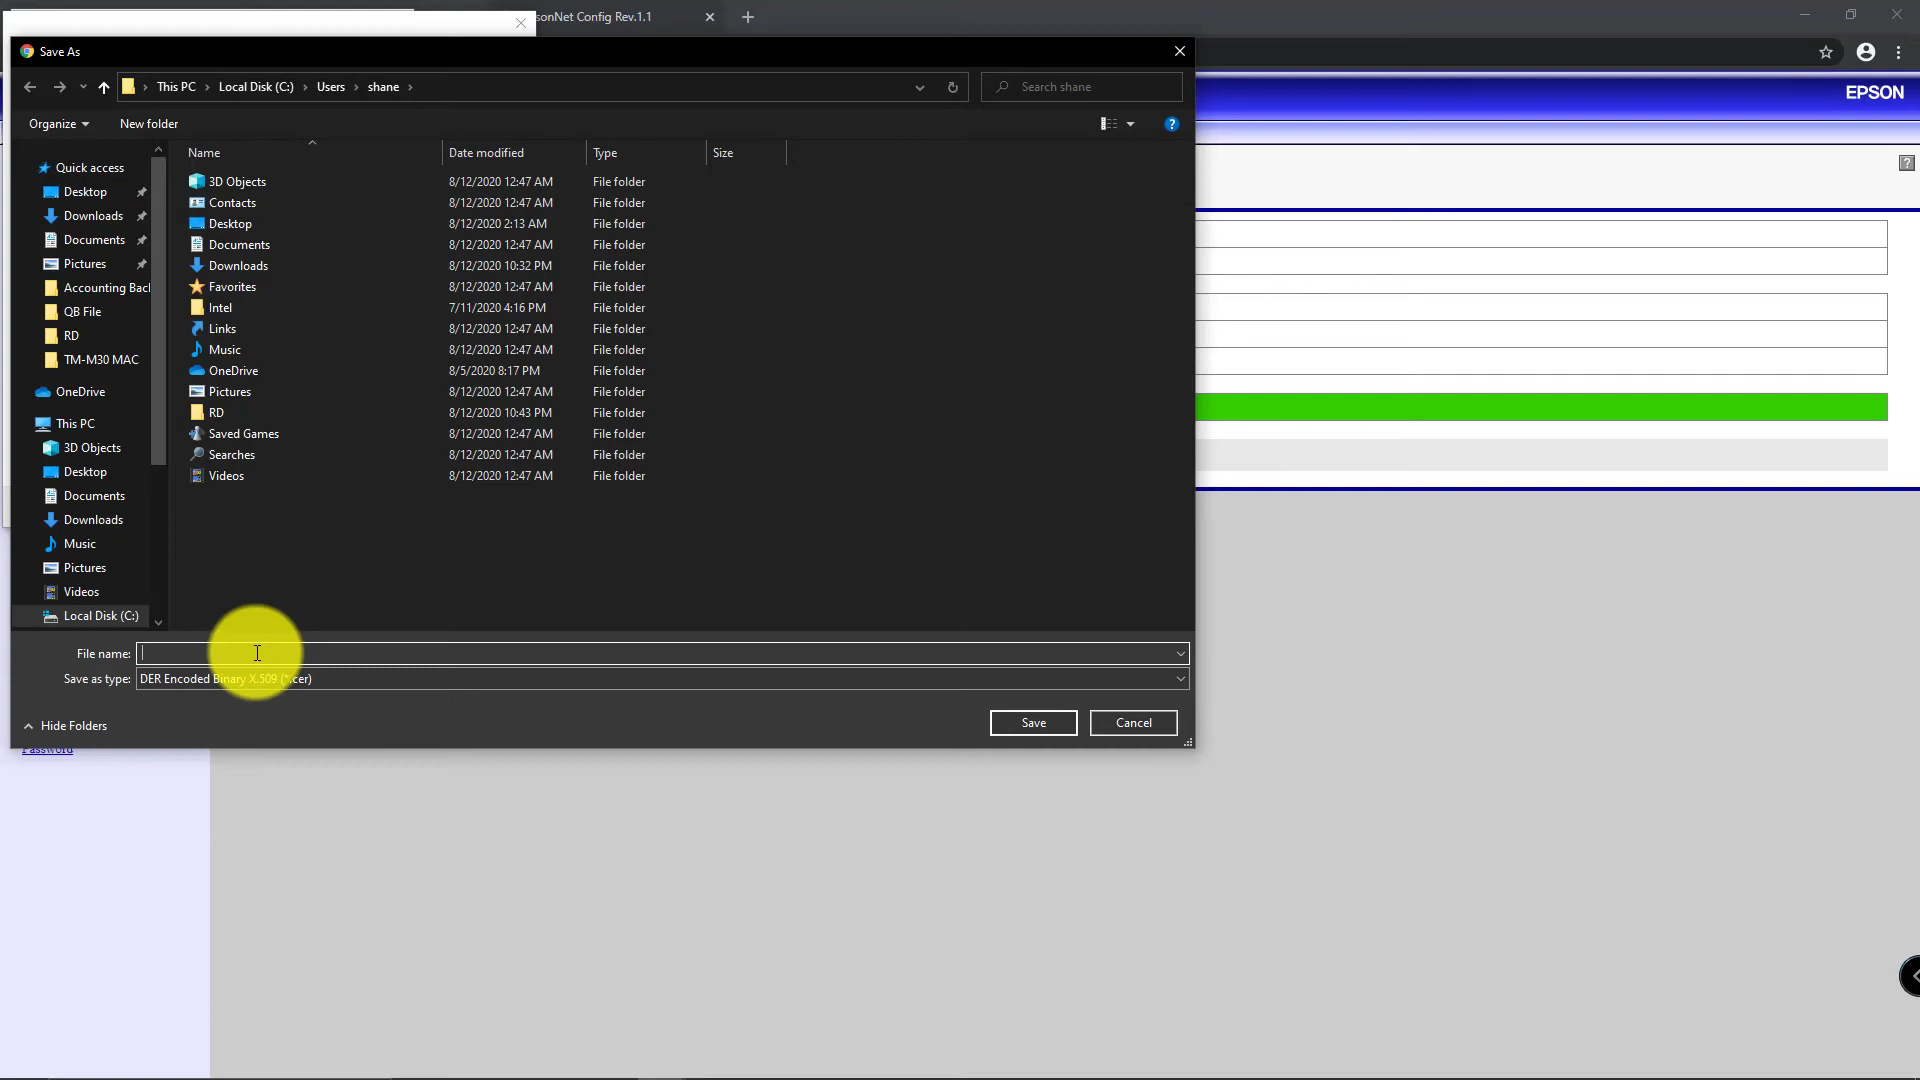 sonNet Config Rev.1.1
Save As
This PC > Local Disk (C:) > Users > shane >
Search shane
EPSON
Organize
New folder
?
?
Name Date modified Type Size
Quick access
Desktop
Downloads
Documents
Pictures
Accounting Bac
QB File
RD
TM-M30 MAC
OneDrive
This PC
3D Objects
Desktop
Documents
Downloads
Music
Pictures
Videos
Local Disk (C:)
3D Objects 8/12/2020 12:47 AM File folder
Contacts 8/12/2020 12:47 AM File folder
Desktop 8/12/2020 2:13 AM File folder
Documents 8/12/2020 12:47 AM File folder
Downloads 8/12/2020 10:32 PM File folder
Favorites 8/12/2020 12:47 AM File folder
Intel 7/11/2020 4:16 PM File folder
Links 8/12/2020 12:47 AM File folder
Music 8/12/2020 12:47 AM File folder
OneDrive 8/5/2020 8:17 PM File folder
Pictures 8/12/2020 12:47 AM File folder
RD 8/12/2020 10:43 PM File folder
Saved Games 8/12/2020 12:47 AM File folder
Searches 8/12/2020 12:47 AM File folder
Videos 8/12/2020 12:47 AM File folder
File name:
Save as type: DER Encoded Binary X.509 (*.cer)
Hide Folders
Save
Cancel
Password